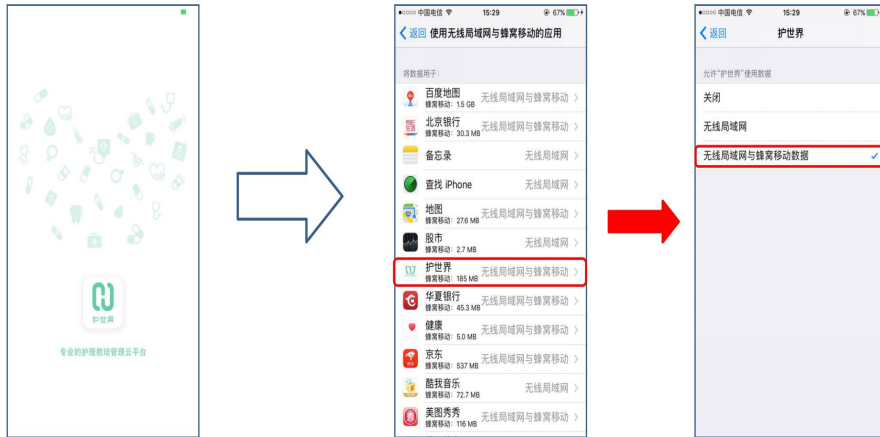 护世界
专业的护理教培管理云平台
中国电信 15:29 67%
返回 使用无线局域网与蜂窝移动的应用
将数据用于:
百度地图 无线局域网与蜂窝移动
蜂窝移动: 1.5 GB
北京银行 无线局域网与蜂窝移动
蜂窝移动: 30.3 MB
备忘录 无线局域网
查找 iPhone 无线局域网
地图 无线局域网与蜂窝移动
蜂窝移动: 27.6 MB
股市 无线局域网
蜂窝移动: 2.7 MB
护世界 无线局域网与蜂窝移动
蜂窝移动: 185 MB
华夏银行 无线局域网与蜂窝移动
蜂窝移动: 45.3 MB
健康 无线局域网与蜂窝移动
蜂窝移动: 5.0 MB
京东 无线局域网与蜂窝移动
蜂窝移动: 537 MB
酷我音乐 无线局域网
蜂窝移动: 72.7 MB
美图秀秀 无线局域网与蜂窝移动
蜂窝移动: 116 MB
中国电信 15:29 67%
返回 护世界
允许“护世界”使用数据
关闭
无线局域网
无线局域网与蜂窝移动数据